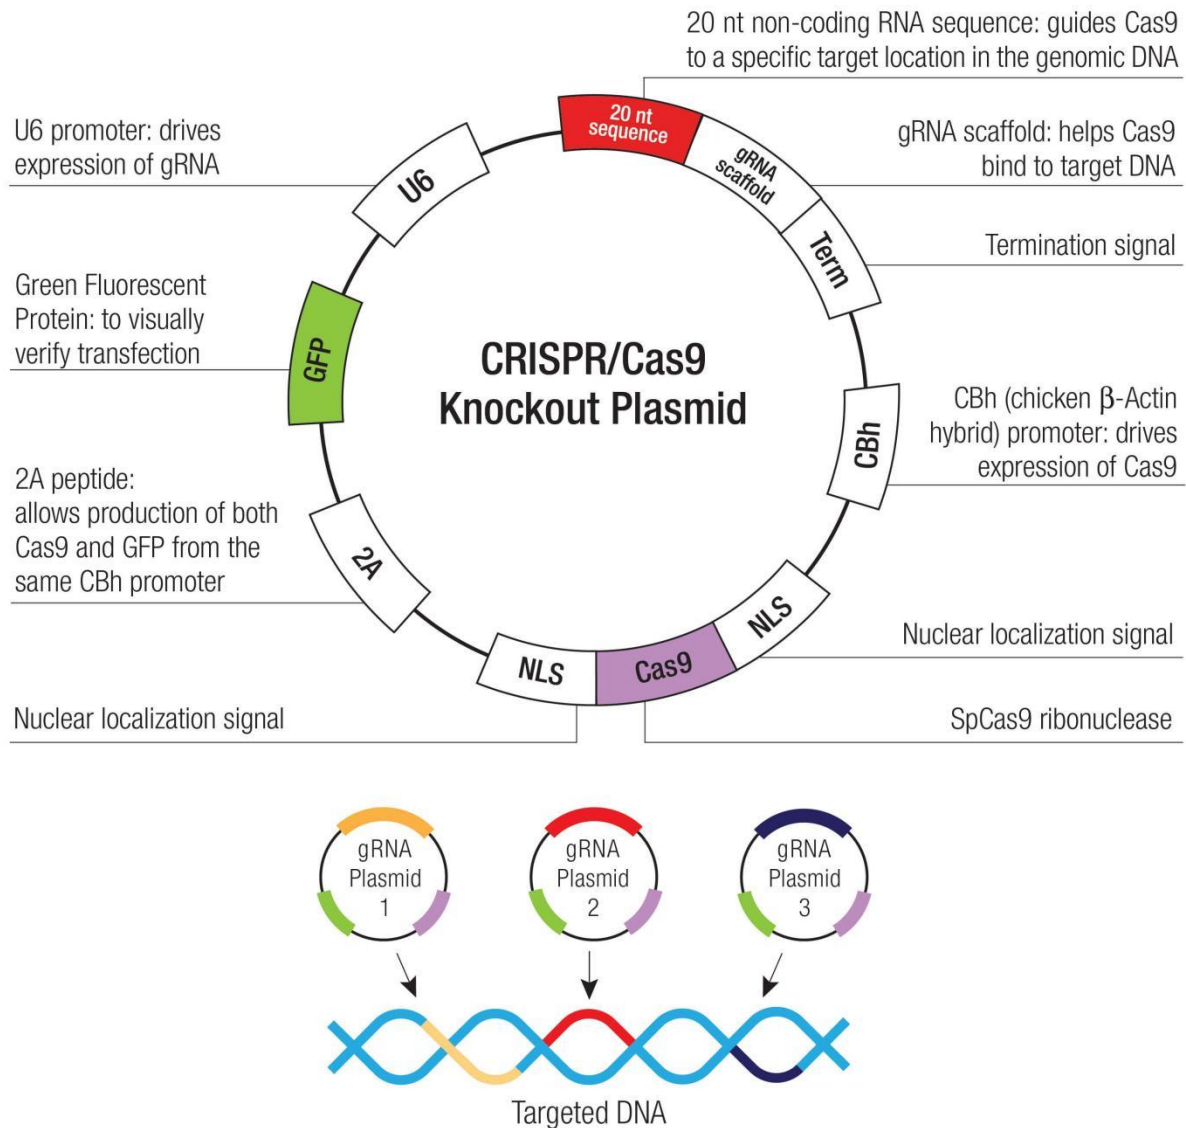 20 nt non-coding RNA sequence: guides Cas9
to a specific target location in the genomic DNA
U6 promoter: drives
expression of gRNA
gRNA scaffold: helps Cas9
bind to target DNA
Termination signal
Green Fluorescent
Protein: to visually
verify transfection
CBh (chicken β-Actin
hybrid) promoter: drives
expression of Cas9
2A peptide:
allows production of both
Cas9 and GFP from the
same CBh promoter
Nuclear localization signal
Nuclear localization signal
SpCas9 ribonuclease
20 nt
sequence
gRNA
scaffold
Term
CBh
NLS
Cas9
NLS
2A
GFP
U6
CRISPR/Cas9
Knockout Plasmid
gRNA
Plasmid
1
gRNA
Plasmid
2
gRNA
Plasmid
3
Targeted DNA